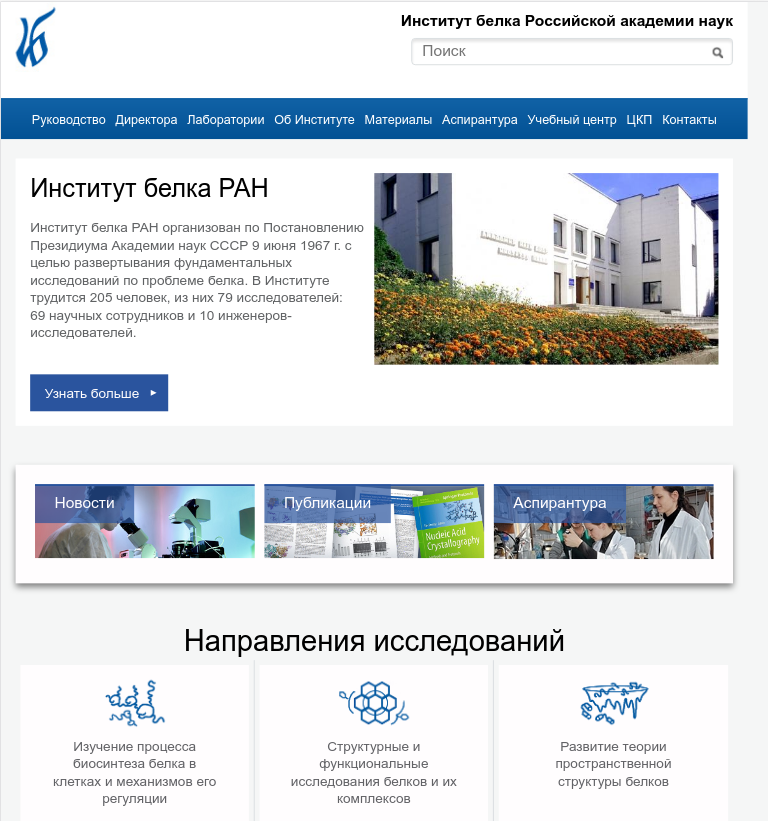 Институт белка Российской академии наук
Поиск
Руководство Директора Лаборатории Об Институте Материалы Аспирантура Учебный центр ЦКП Контакты
Институт белка РАН
Институт белка РАН организован по Постановлению
Президиума Академии наук СССР 9 июня 1967 г. с
целью развертывания фундаментальных
исследований по проблеме белка. В Институте
трудится 205 человек, из них 79 исследователей:
69 научных сотрудников и 10 инженеров-
исследователей.
Узнать больше
Новости
Публикации
Аспирантура
Nucleic Acid
Crystallography
Направления исследований
Изучение процесса
биосинтеза белка в
клетках и механизмов его
регуляции
Структурные и
функциональные
исследования белков и их
комплексов
Развитие теории
пространственной
структуры белков